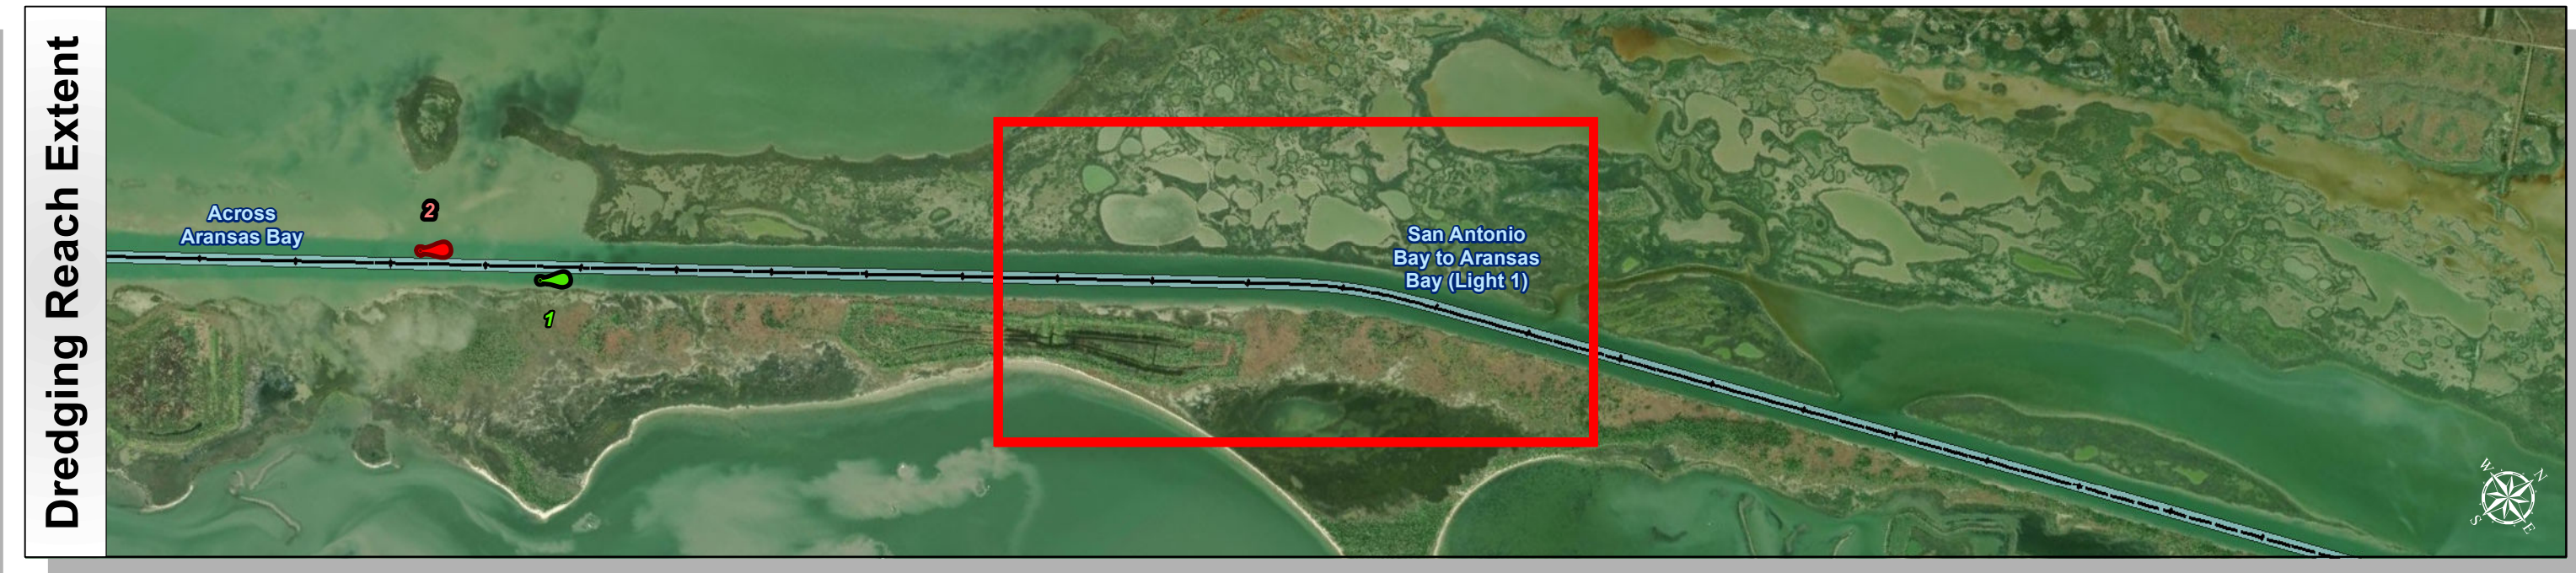 Dredging Reach Extent
Across
Aransas Bay
2
1
San Antonio
Bay to Aransas
Bay (Light 1)
W
N
S
E